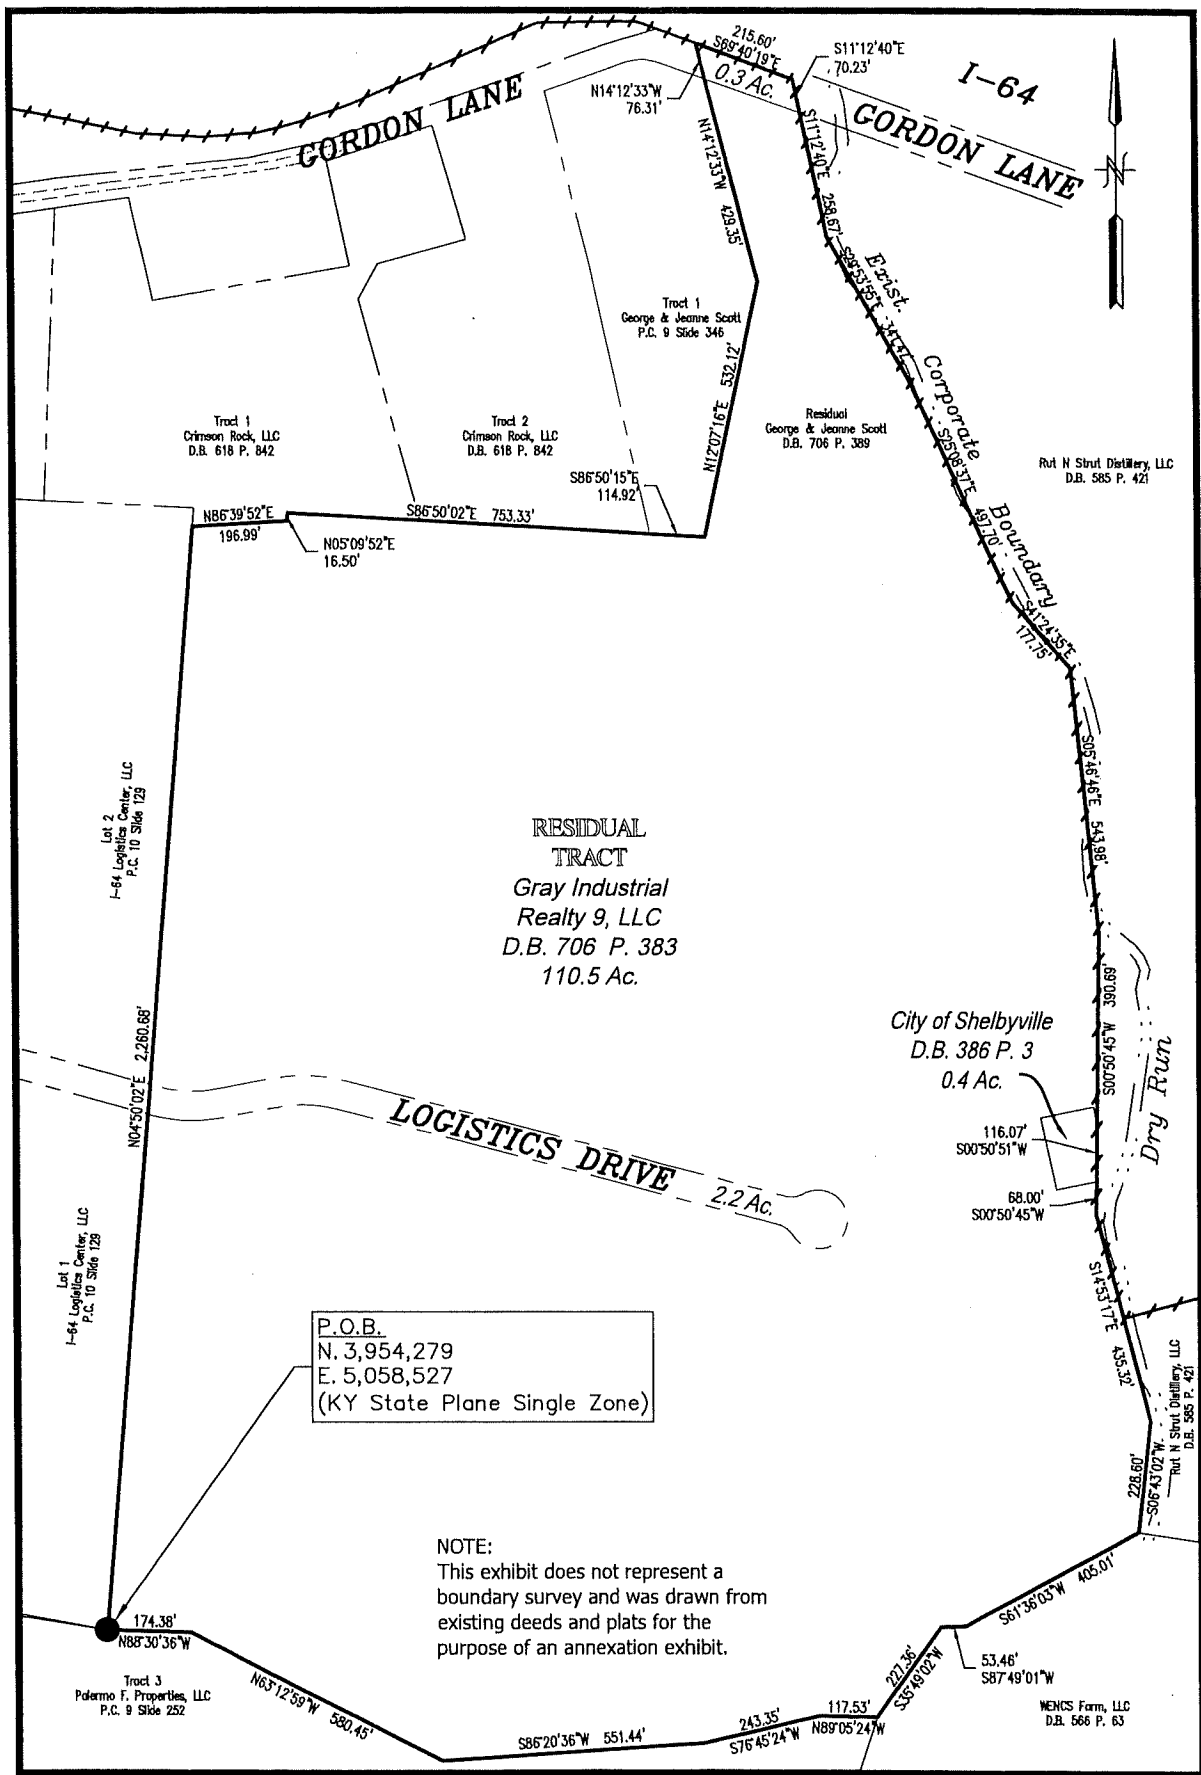 215.60'
S69°40'19"E
S11°12'40"E
70.23'
I-64
0.3 Ac.
N14°12'33"W
76.31'
GORDON LANE
GORDON LANE
N14°12'33"W 429.35'
S11°12'40"E 258.67'
Exist. Corporate Boundary
S29°53'55"E 341.47'
Tract 1
George & Jeanne Scott
P.C. 9 Slide 346
N12°07'16"E 532.12'
Tract 1
Crimson Rock, LLC
D.B. 618 P. 842
Tract 2
Crimson Rock, LLC
D.B. 618 P. 842
Residual
George & Jeanne Scott
D.B. 706 P. 389
Rut N Strut Distillery, LLC
D.B. 585 P. 421
S25°08'37"E
497.70'
S86°50'15"E
114.92'
N86°39'52"E
196.99'
S86°50'02"E 753.33'
N05°09'52"E
16.50'
S41°24'35"E
177.75'
S05°46'46"E 543.98'
Lot 2
I-64 Logistics Center, LLC
P.C. 10 Slide 129
RESIDUAL
TRACT
Gray Industrial
Realty 9, LLC
D.B. 706 P. 383
110.5 Ac.
N04°50'02"E 2,260.68'
S00°50'45"W 390.69'
City of Shelbyville
D.B. 386 P. 3
0.4 Ac.
Dry Run
LOGISTICS DRIVE 2.2 Ac.
116.07'
S00°50'51"W
68.00'
S00°50'45"W
Lot 1
I-64 Logistics Center, LLC
P.C. 10 Slide 129
S14°53'17"E 435.32'
P.O.B.
N. 3,954,279
E. 5,058,527
(KY State Plane Single Zone)
Rut N Strut Distillery, LLC
D.B. 585 P. 421
228.60'
S06°43'02"W
NOTE:
This exhibit does not represent a
boundary survey and was drawn from
existing deeds and plats for the
purpose of an annexation exhibit.
S61°36'03"W 405.01'
174.38'
N88°30'36"W
53.46'
S87°49'01"W
227.36'
S35°49'02"W
Tract 3
Palermo F. Properties, LLC
P.C. 9 Slide 252
N63°12'59"W 580.45'
WENCS Farm, LLC
D.B. 566 P. 63
S86°20'36"W 551.44'
243.35'
S76°45'24"W
117.53'
N89°05'24"W
N